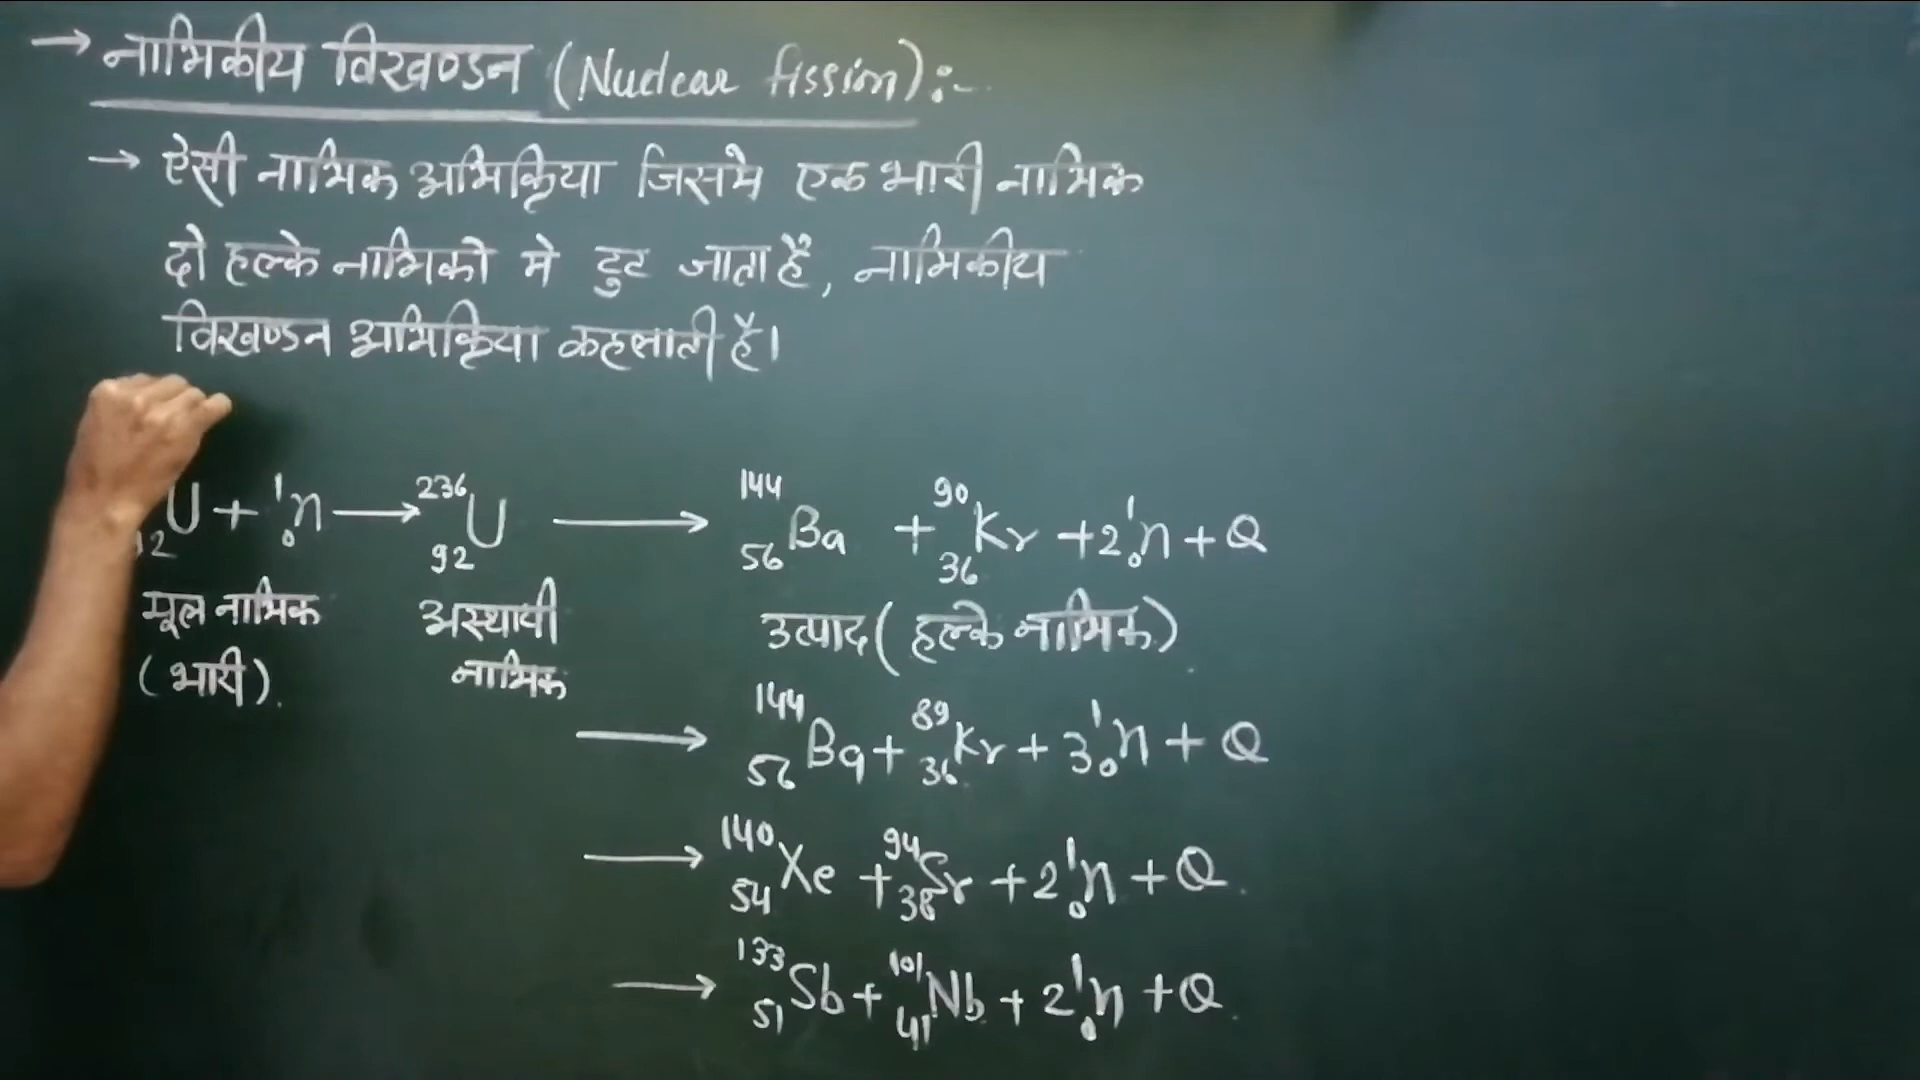 → नाभिकीय विखण्डन (Nuclear fission):-
→ ऐसी नाभिक अभिक्रिया जिसमे एक भारी नाभिक
दो हल्के नाभिको मे टुट जाता है, नाभिकीय
विखण्डन अभिक्रिया कहलाती है।
₉₂U + ¹₀n ⟶ ²³⁶₉₂U ⟶ ¹⁴⁴₅₆Ba + ⁹⁰₃₆Kr + 2¹₀n + Q
मूल नाभिक अस्थायी उत्पाद (हल्के नाभिक)
(भारी). नाभिक
⟶ ¹⁴⁴₅₆Ba + ⁸⁹₃₆Kr + 3¹₀n + Q
⟶ ¹⁴⁰₅₄Xe + ⁹⁴₃₈Sr + 2¹₀n + Q
⟶ ¹³³₅₁Sb + ¹⁰¹₄₁Nb + 2¹₀n + Q